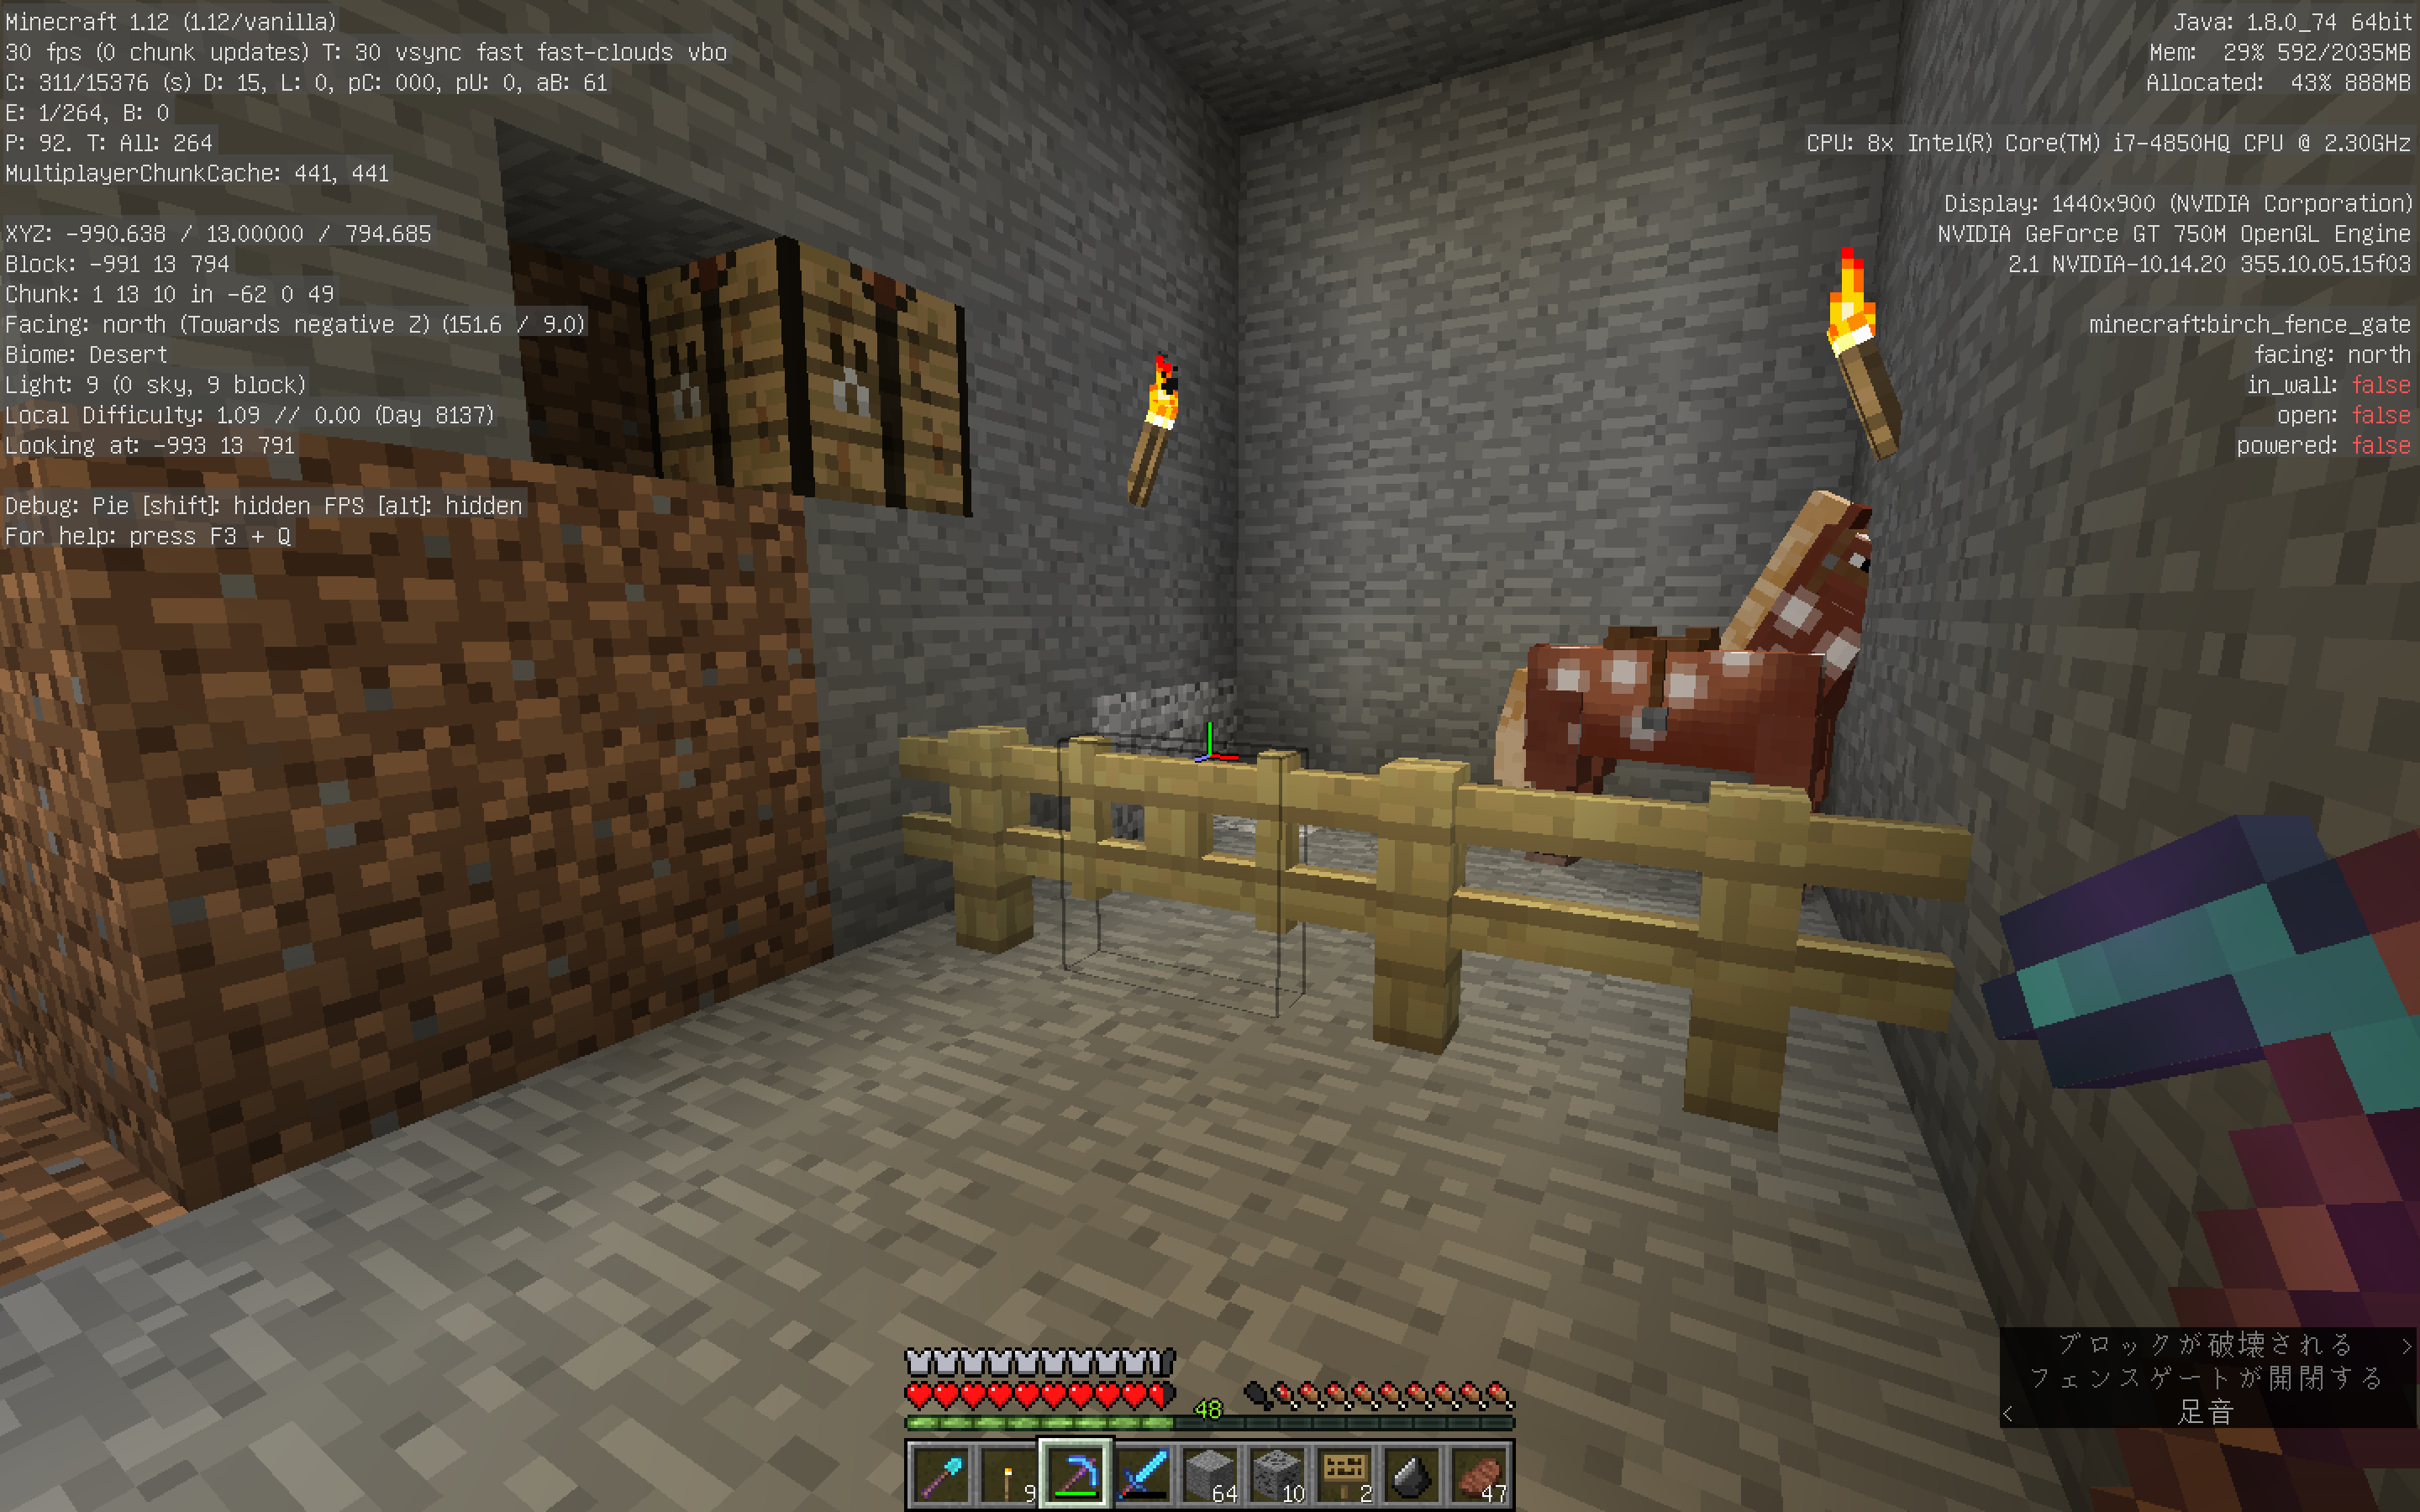 Minecraft 1.12 (1.12/vanilla)
30 fps (0 chunk updates) T: 30 vsync fast fast-clouds vbo
C: 311/15376 (s) D: 15, L: 0, pC: 000, pU: 0, aB: 61
E: 1/264, B: 0
P: 92. T: All: 264
MultiplayerChunkCache: 441, 441
XYZ: -990.638 / 13.00000 / 794.685
Block: -991 13 794
Chunk: 1 13 10 in -62 0 49
Facing: north (Towards negative Z) (151.6 / 9.0)
Biome: Desert
Light: 9 (0 sky, 9 block)
Local Difficulty: 1.09 // 0.00 (Day 8137)
Looking at: -993 13 791
Debug: Pie [shift]: hidden FPS [alt]: hidden
For help: press F3 + Q
Java: 1.8.0_74 64bit
Mem: 29% 592/2035MB
Allocated: 43% 888MB
CPU: 8x Intel(R) Core(TM) i7-4850HQ CPU @ 2.30GHz
Display: 1440x900 (NVIDIA Corporation)
NVIDIA GeForce GT 750M OpenGL Engine
2.1 NVIDIA-10.14.20 355.10.05.15f03
minecraft:birch_fence_gate
facing: north
in_wall: false
open: false
powered: false
ブロックが破壊される >
フェンスゲートが開閉する
< 足音
48
9 64 10 2 47